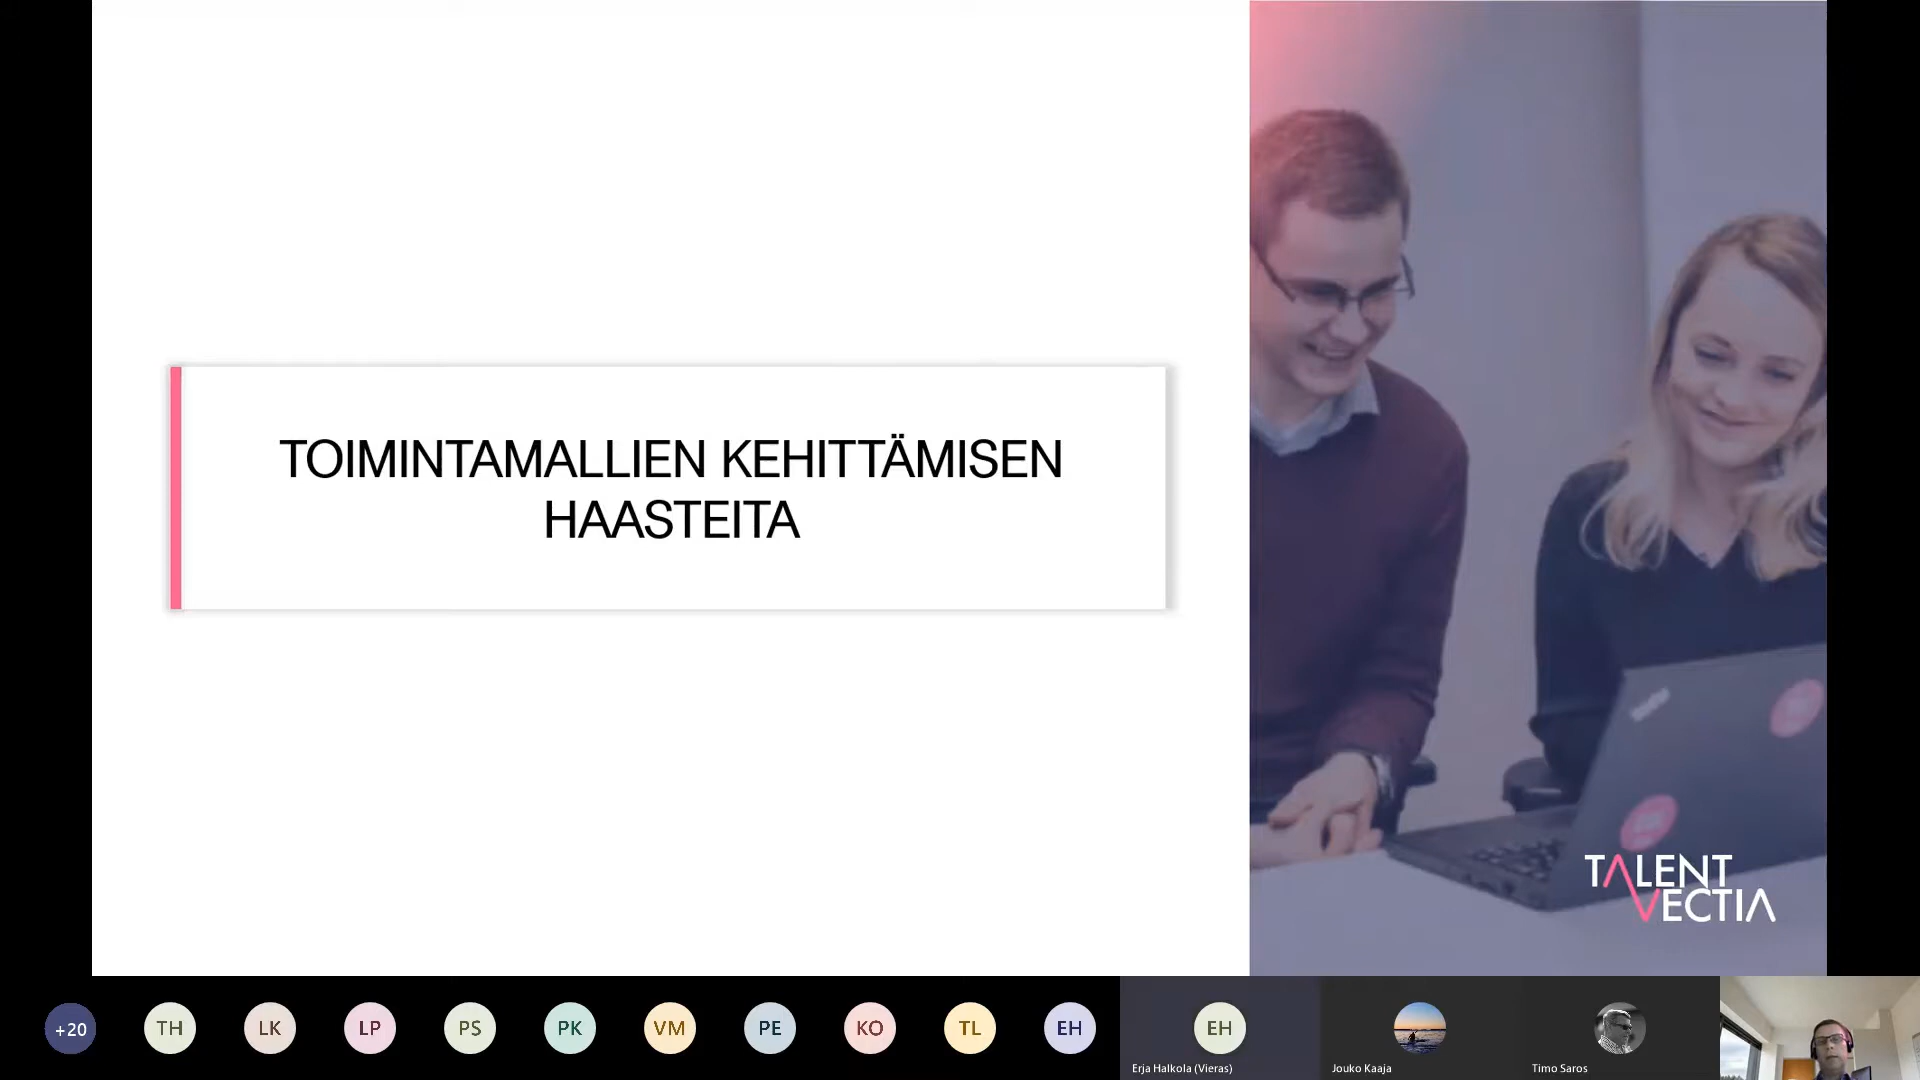 TOIMINTAMALLIEN KEHITTÄMISEN
HAASTEITA
TALENT
VECTIA
+20
TH
LK
LP
PS
PK
VM
PE
KO
TL
EH
EH
Erja Halkola (Vieras)
Jouko Kaaja
Timo Saros